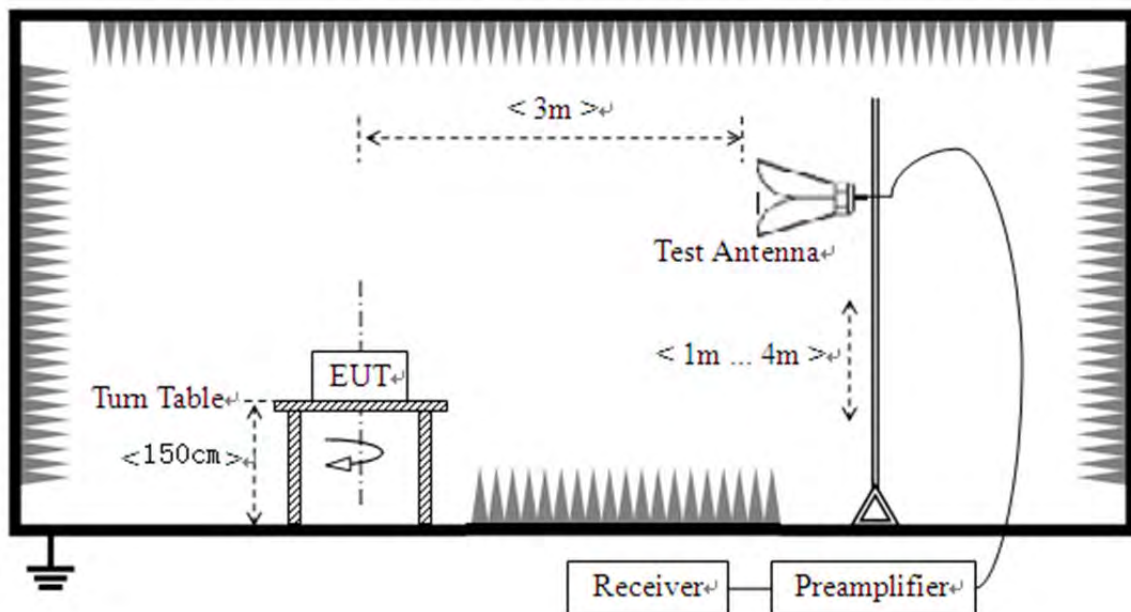 < 3m >↵
Test Antenna↵
< 1m ... 4m >↵
EUT↵
Turn Table↵
<150cm>↵
Receiver↵
Preamplifier↵